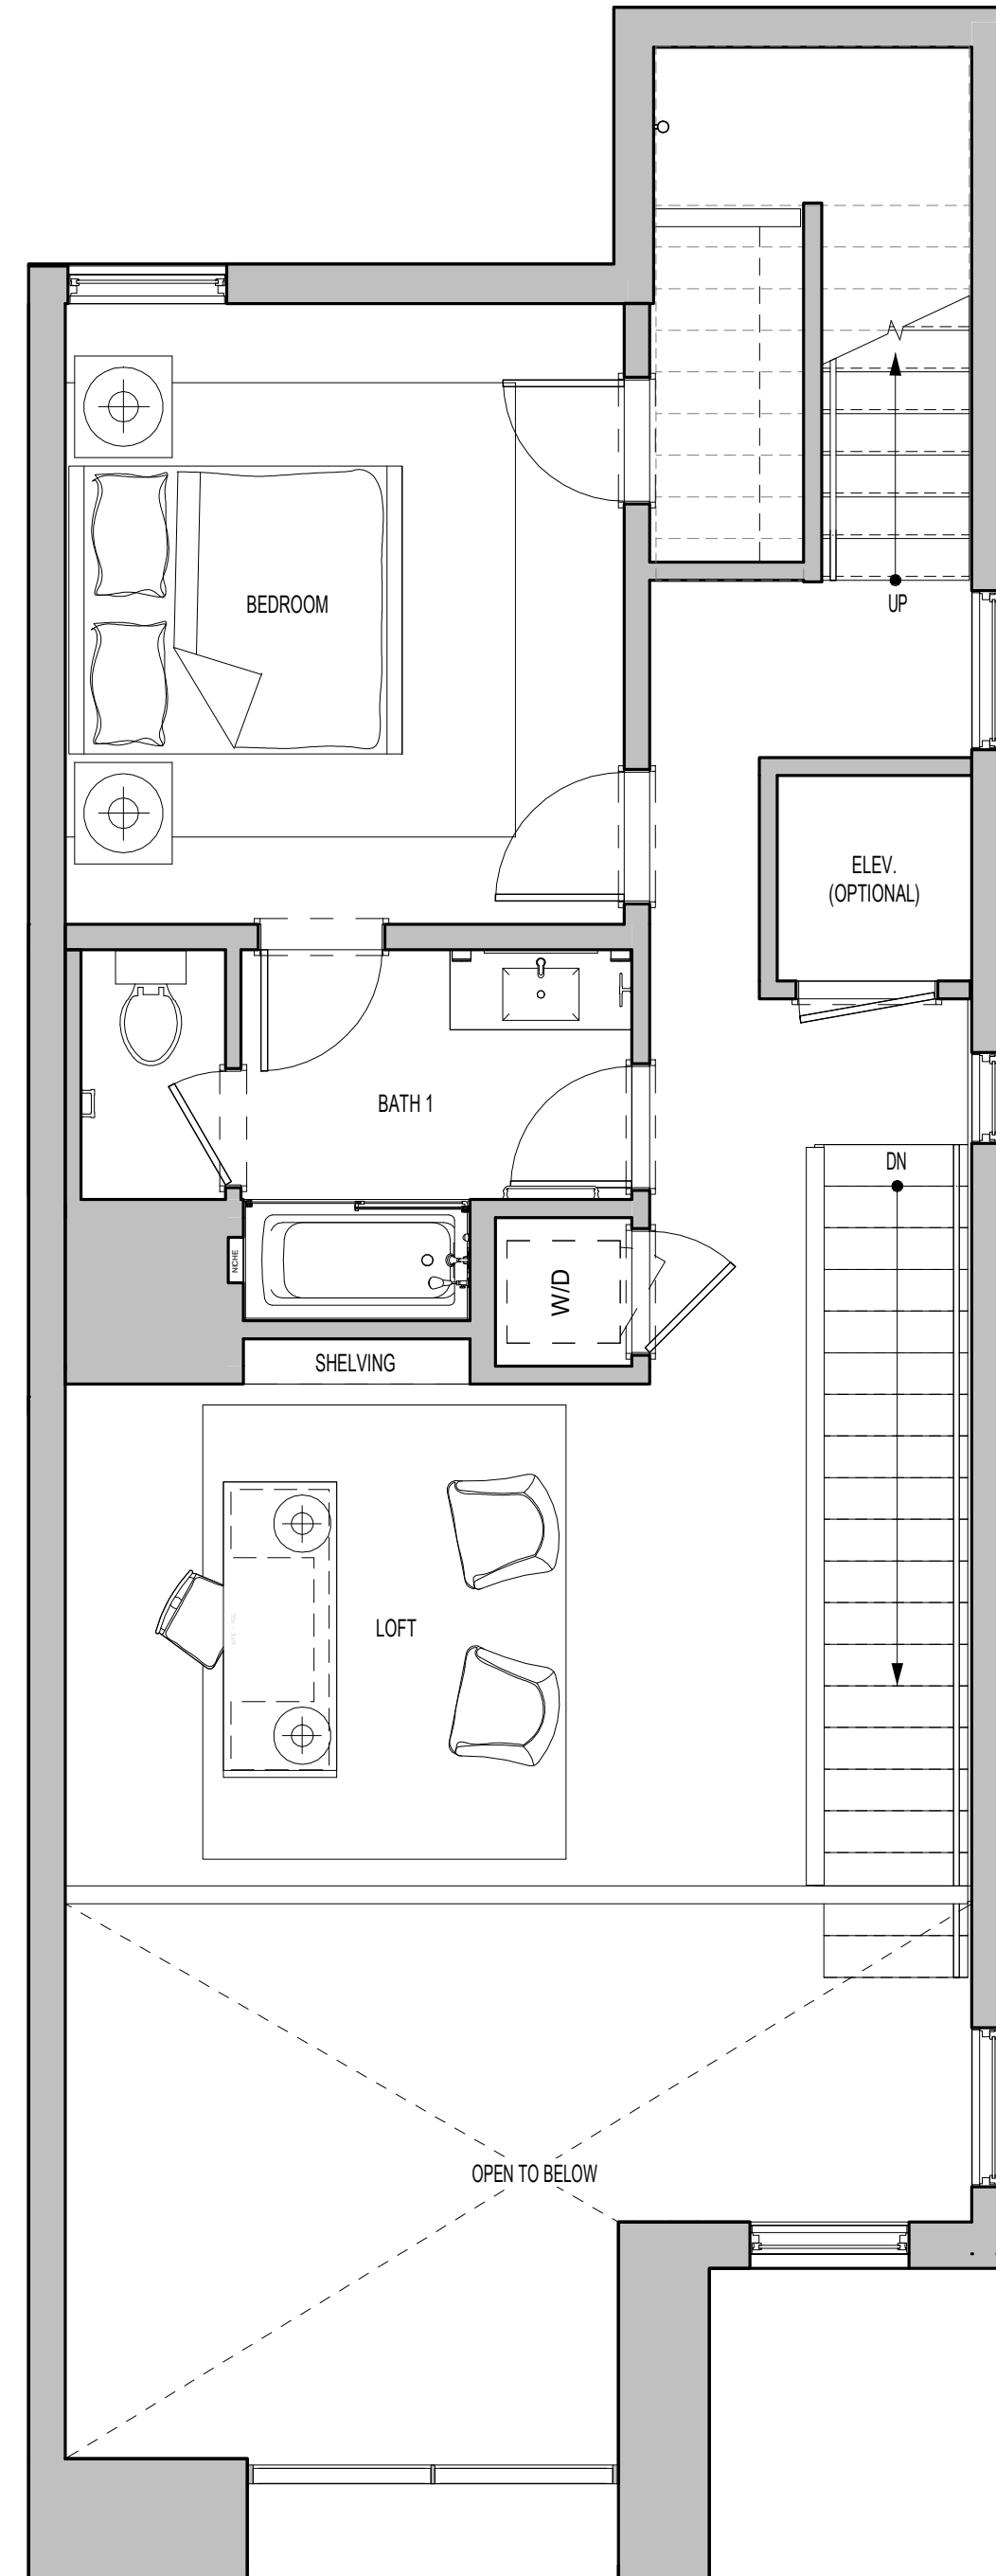 BEDROOM
UP
ELEV.
(OPTIONAL)
BATH 1
DN
NICHE
W/D
SHELVING
LOFT
OPEN TO BELOW